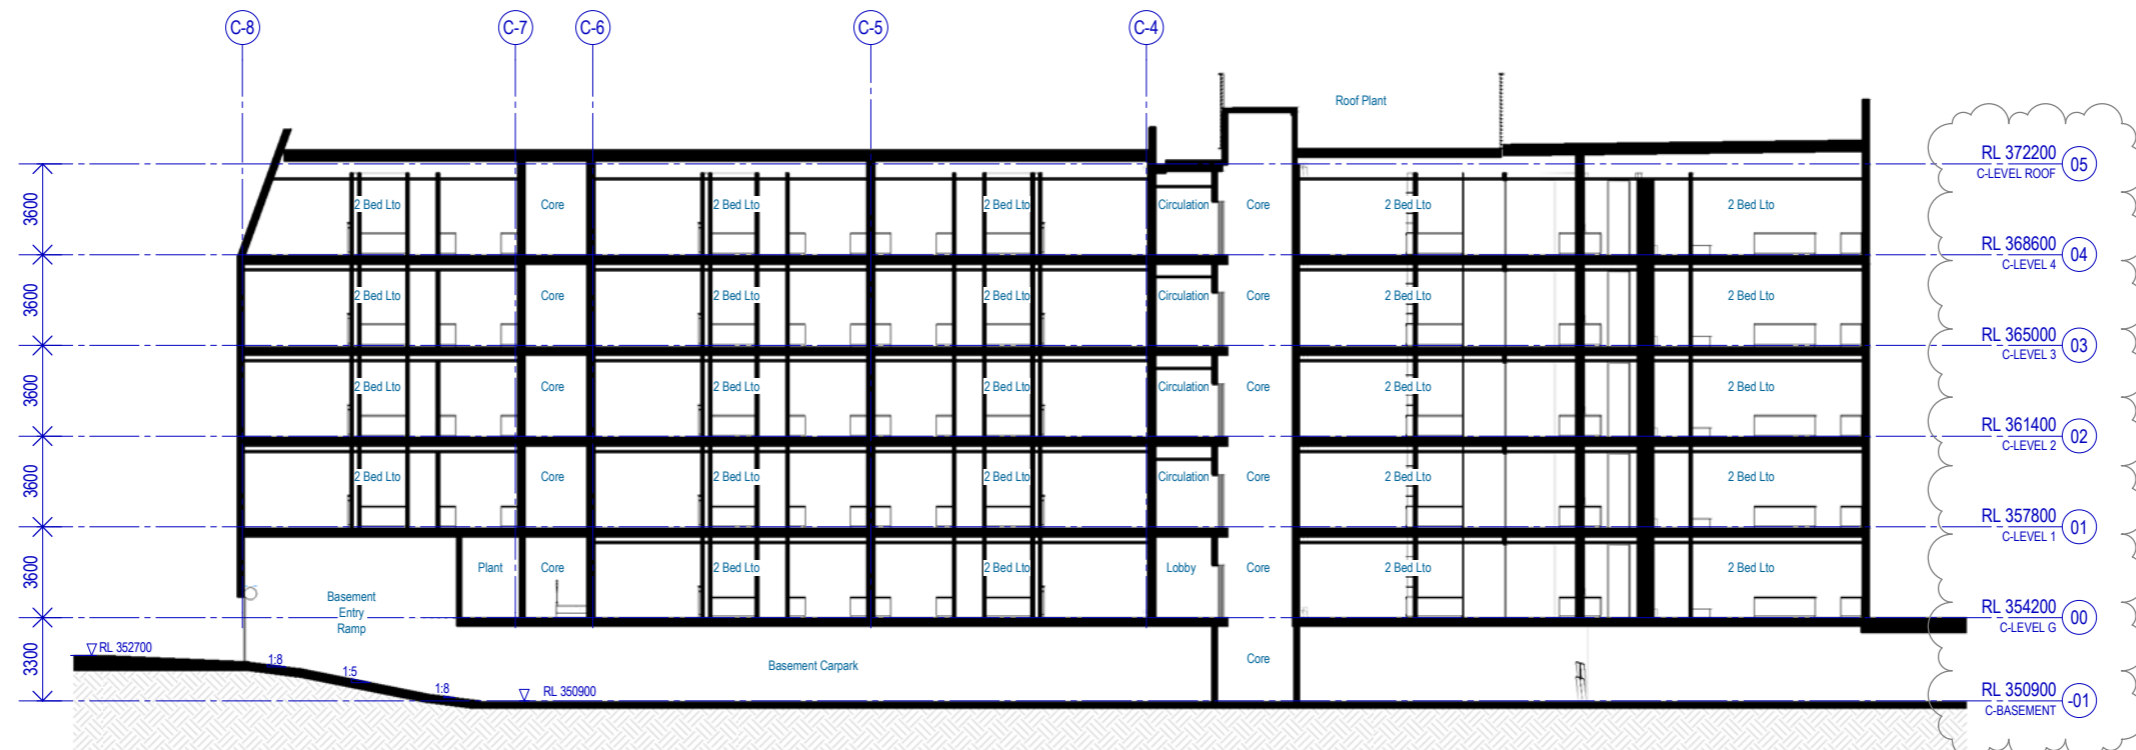 C-8
C-7
C-6
C-5
C-4
Roof Plant
RL 372200
05
C-LEVEL ROOF
3600
2 Bed Lto
Core
2 Bed Lto
2 Bed Lto
Circulation
Core
2 Bed Lto
2 Bed Lto
RL 368600
04
C-LEVEL 4
3600
2 Bed Lto
Core
2 Bed Lto
2 Bed Lto
Circulation
Core
2 Bed Lto
2 Bed Lto
RL 365000
03
C-LEVEL 3
3600
2 Bed Lto
Core
2 Bed Lto
2 Bed Lto
Circulation
Core
2 Bed Lto
2 Bed Lto
RL 361400
02
C-LEVEL 2
3600
2 Bed Lto
Core
2 Bed Lto
2 Bed Lto
Circulation
Core
2 Bed Lto
2 Bed Lto
RL 357800
01
C-LEVEL 1
3600
Plant
Core
2 Bed Lto
2 Bed Lto
Lobby
Core
2 Bed Lto
2 Bed Lto
Basement
Entry
Ramp
RL 354200
00
C-LEVEL G
3300
RL 352700
1:8
1:5
1:8
RL 350900
Basement Carpark
Core
RL 350900
-01
C-BASEMENT